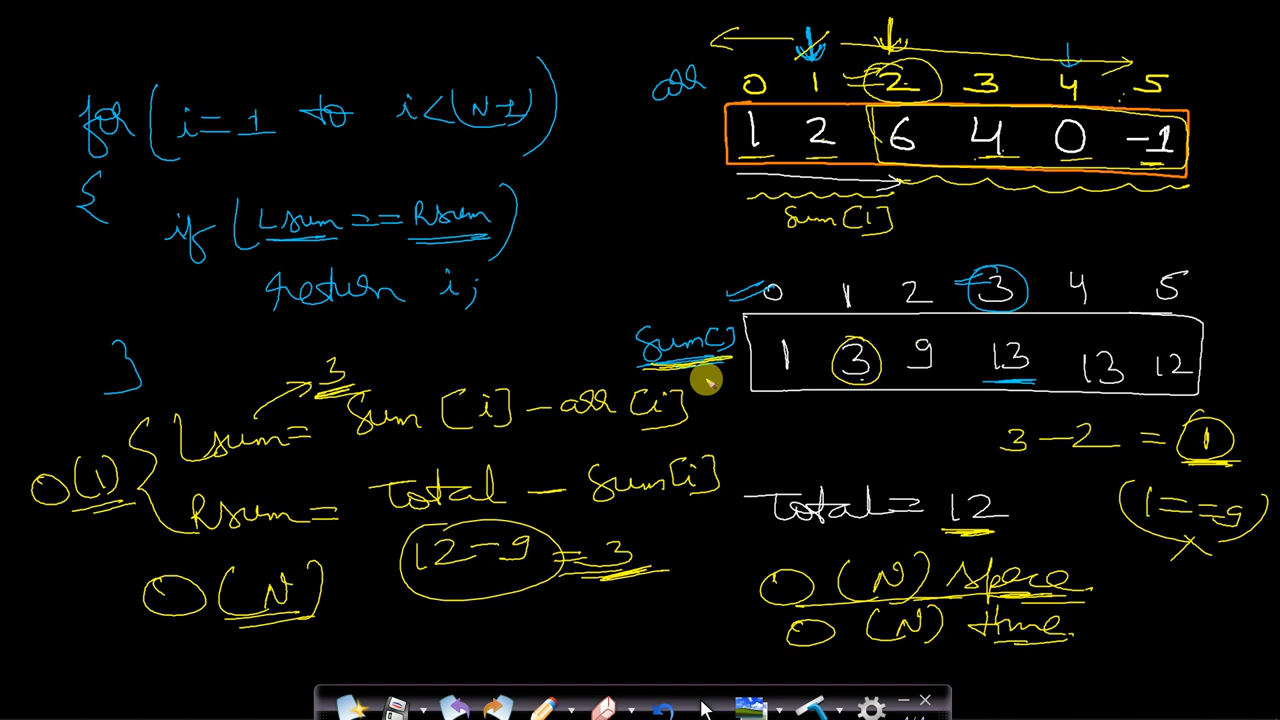 for ( i = 1 to i < (N-1) )
{
if ( Lsum == Rsum )
return i;
}
O(1) { Lsum = Sum [i] - arr [i]
3
Rsum = Total - Sum[i]
12 - 9 = 3
O (N)
arr 0 1 2 3 4 5
1 2 6 4 0 -1
Sum[1]
0 1 2 3 4 5
Sum[] 1 3 9 13 13 12
3 - 2 = 1
Total = 12
(1 == 9)
X
O (N) Space
O (N) time.